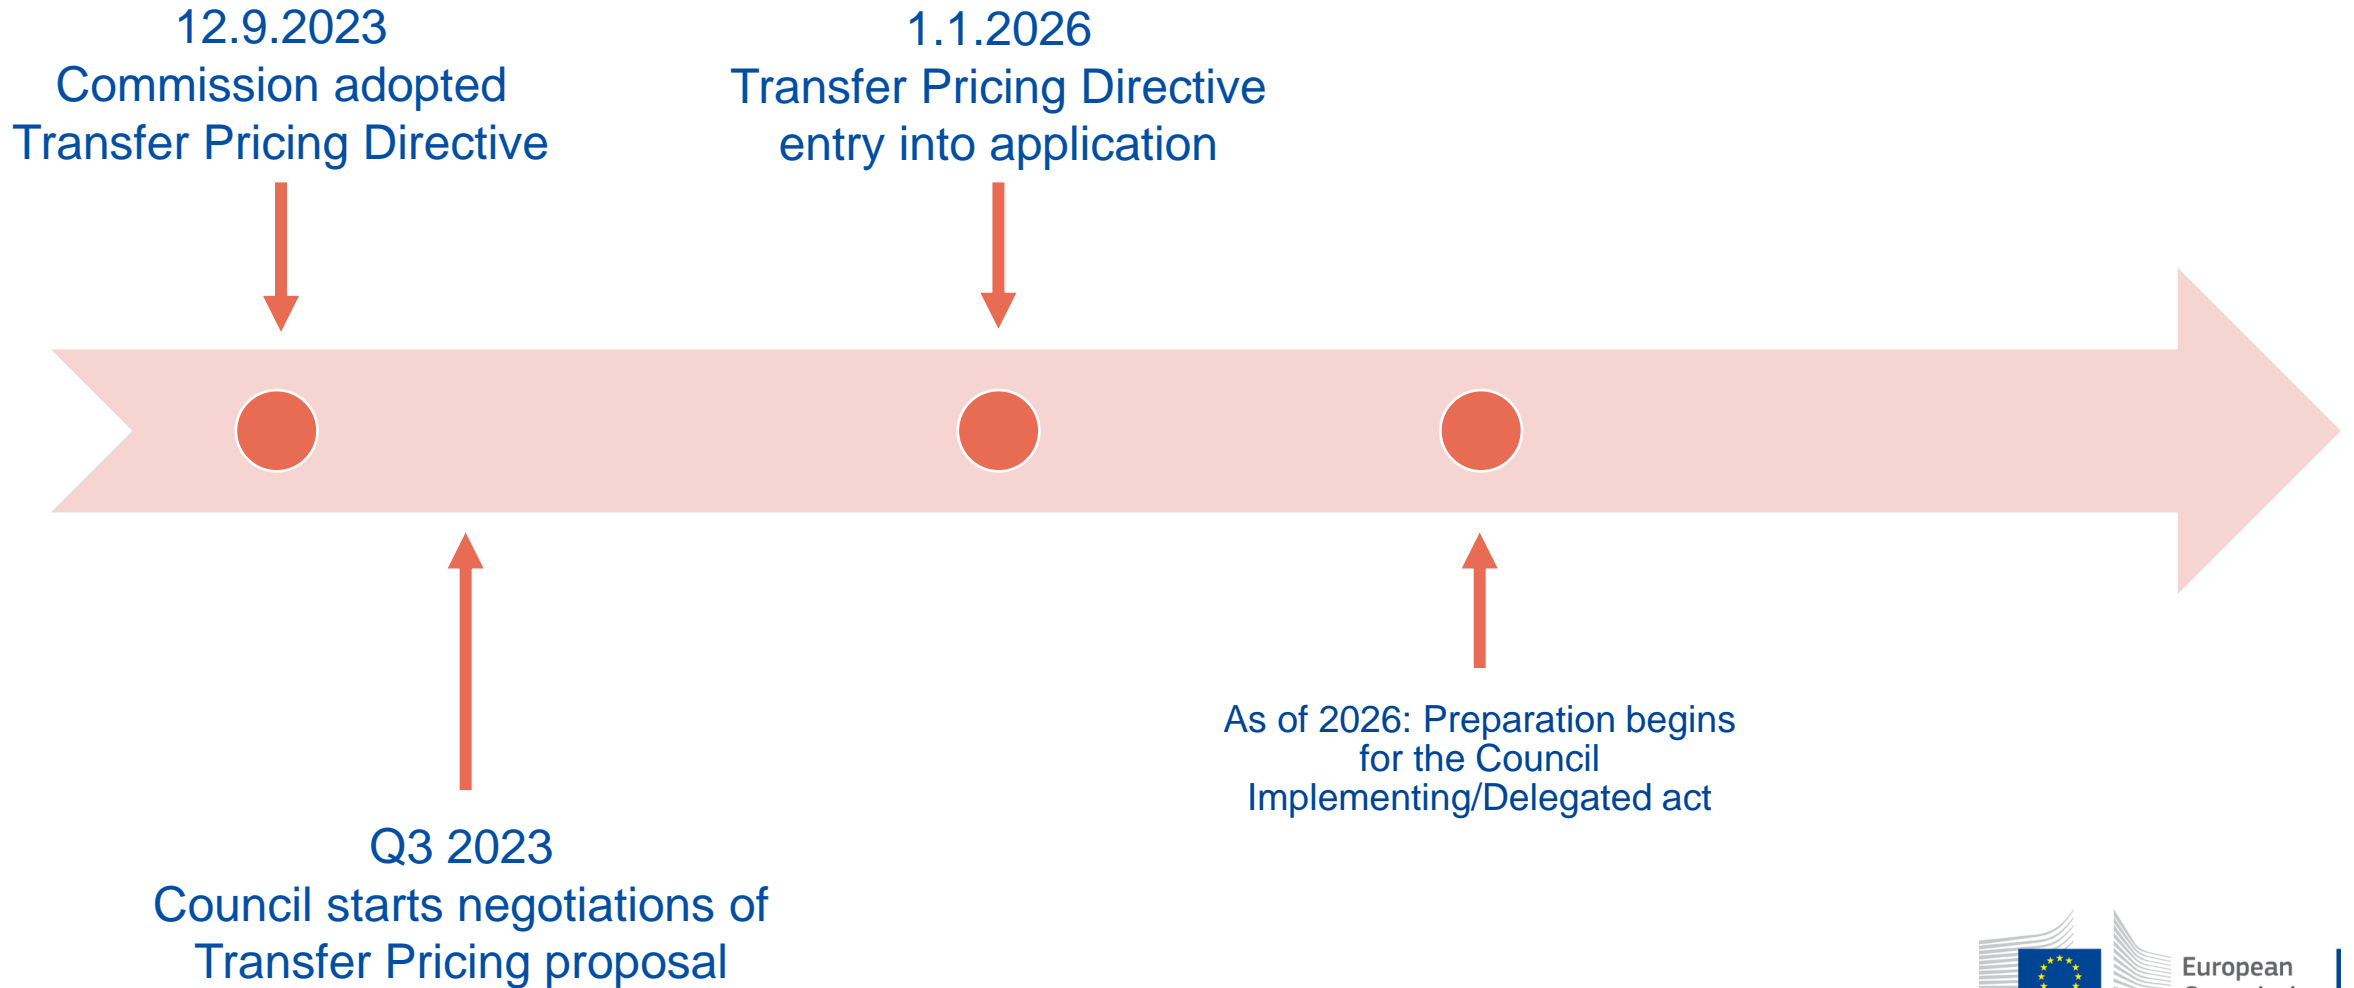 12.9.2023
Commission adopted
Transfer Pricing Directive
1.1.2026
Transfer Pricing Directive
entry into application
As of 2026: Preparation begins
for the Council
Implementing/Delegated act
Q3 2023
Council starts negotiations of
Transfer Pricing proposal
European